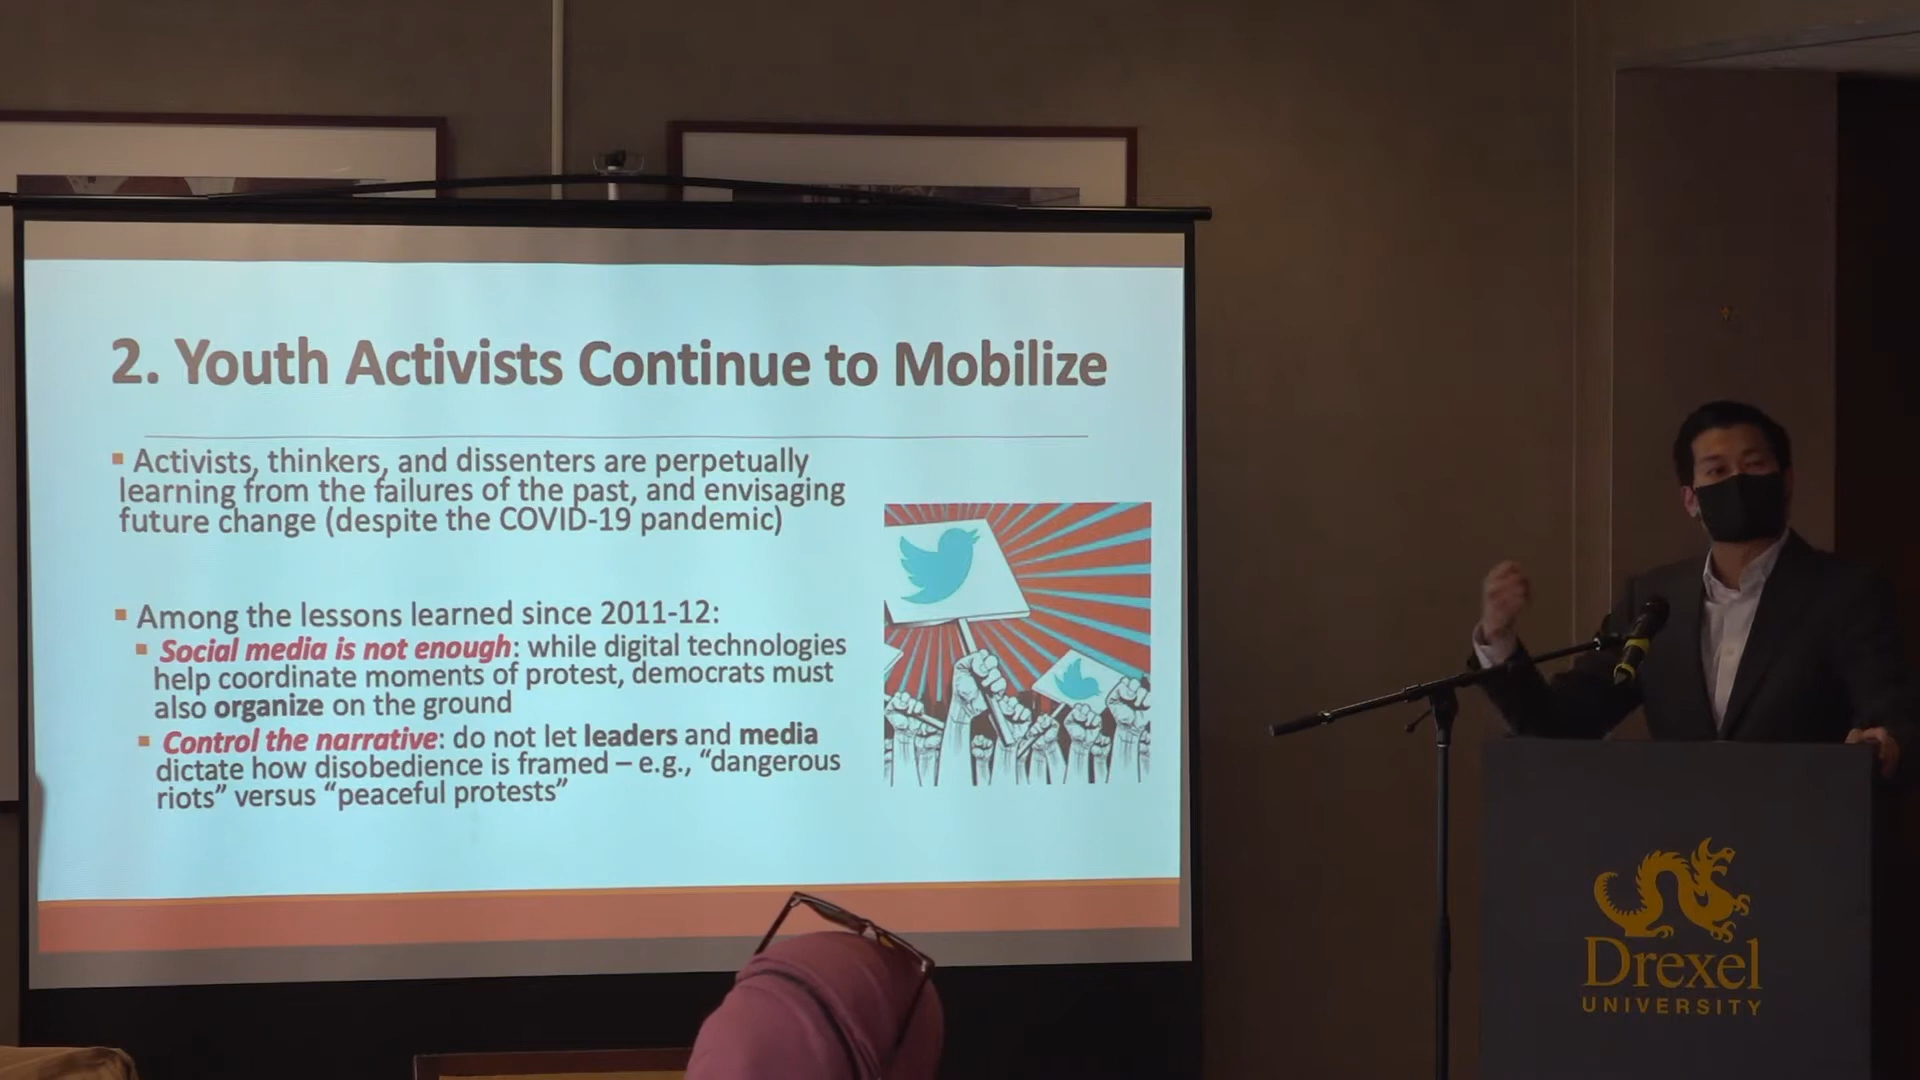 2. Youth Activists Continue to Mobilize
▪ Activists, thinkers, and dissenters are perpetually
learning from the failures of the past, and envisaging
future change (despite the COVID-19 pandemic)
▪ Among the lessons learned since 2011-12:
▪ Social media is not enough: while digital technologies
help coordinate moments of protest, democrats must
also organize on the ground
▪ Control the narrative: do not let leaders and media
dictate how disobedience is framed – e.g., “dangerous
riots” versus “peaceful protests”
Drexel
UNIVERSITY